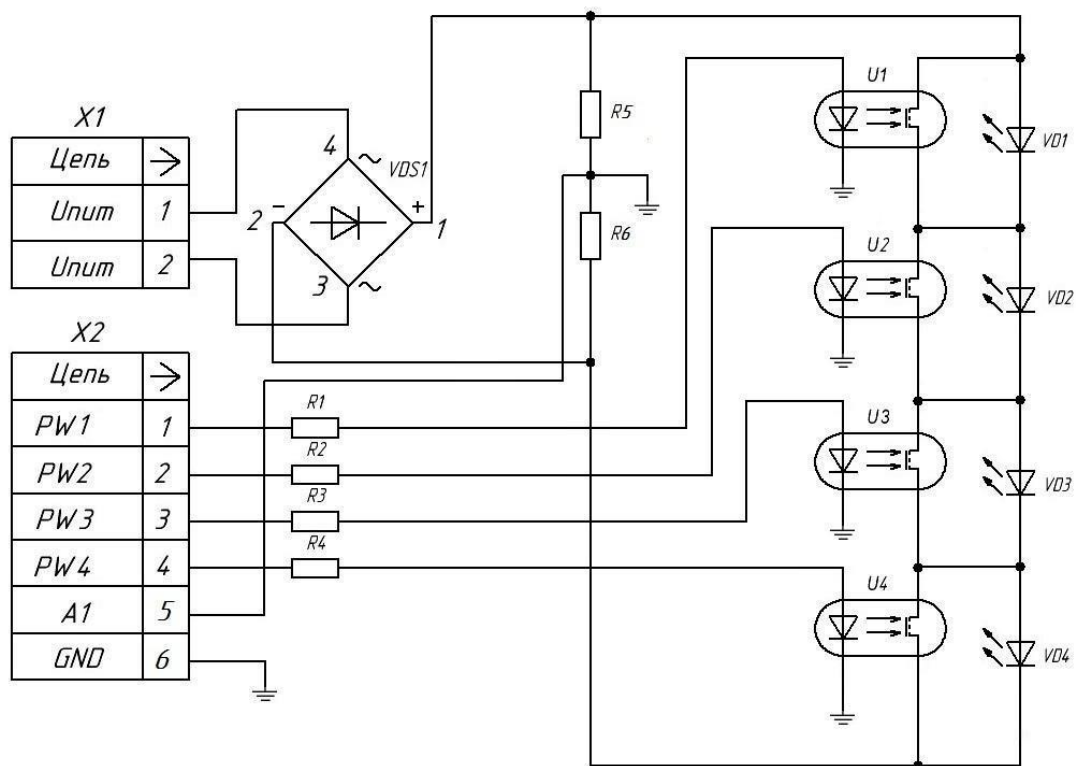 X1
Цепь
Uпит 1
Uпит 2
X2
Цепь
PW1 1
PW2 2
PW3 3
PW4 4
A1 5
GND 6
4
VDS1
2 - + 1
3
R1
R2
R3
R4
R5
R6
U1
VD1
U2
VD2
U3
VD3
U4
VD4